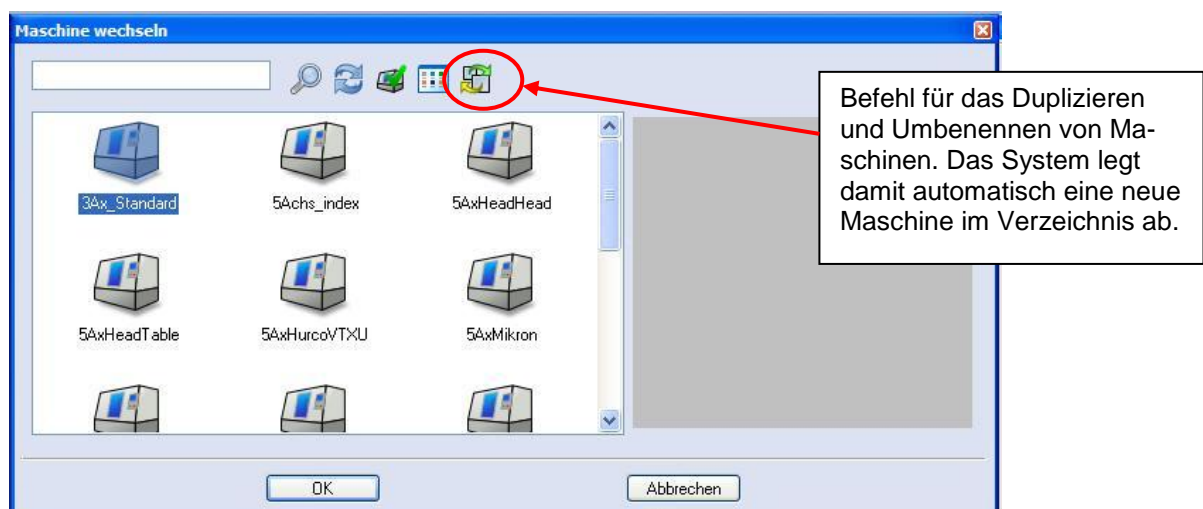 Maschine wechseln
Befehl für das Duplizieren
und Umbenennen von Ma-
schinen. Das System legt
damit automatisch eine neue
Maschine im Verzeichnis ab.
3Ax_Standard
5Achs_index
5AxHeadHead
5AxHeadTable
5AxHurcoVTXU
5AxMikron
OK
Abbrechen